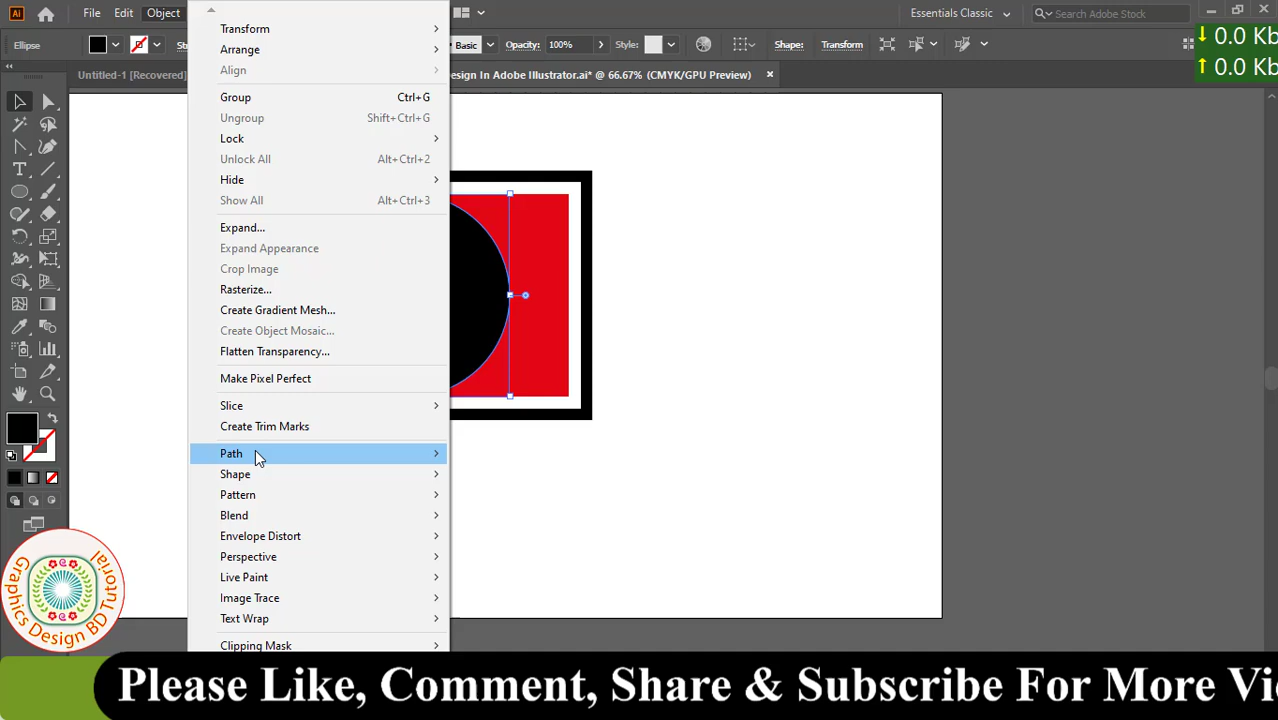 Ai File Edit Object Essentials Classic Search Adobe Stock
Ellipse Basic Opacity: 100% Style: Shape: Transform
↓ 0.0 Kb
↑ 0.0 Kb
Untitled-1 [Recovered] esign In Adobe Illustrator.ai* @ 66.67% (CMYK/GPU Preview) ×
Transform
Arrange
Align
Group Ctrl+G
Ungroup Shift+Ctrl+G
Lock
Unlock All Alt+Ctrl+2
Hide
Show All Alt+Ctrl+3
Expand...
Expand Appearance
Crop Image
Rasterize...
Create Gradient Mesh...
Create Object Mosaic...
Flatten Transparency...
Make Pixel Perfect
Slice
Create Trim Marks
Path
Shape
Pattern
Blend
Envelope Distort
Perspective
Live Paint
Image Trace
Text Wrap
Clipping Mask
Graphics Design BD Tutorial
Please Like, Comment, Share & Subscribe For More Vi